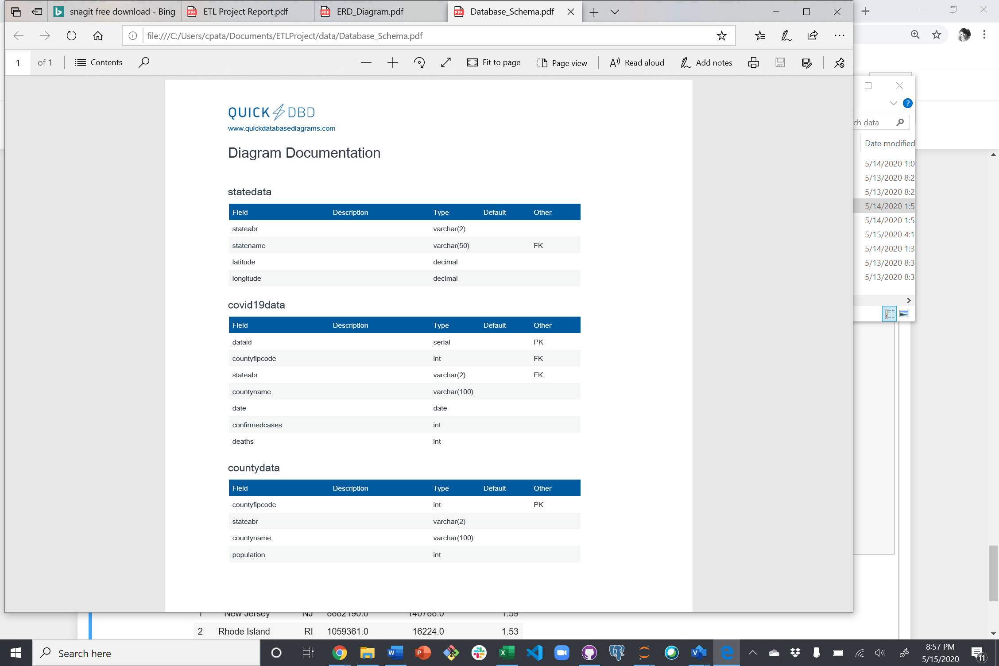 snagit free download - Bing
ETL Project Report.pdf
ERD_Diagram.pdf
Database_Schema.pdf
file:///C:/Users/cpata/Documents/ETLProject/data/Database_Schema.pdf
1 of 1 Contents Fit to page Page view Read aloud Add notes
QUICK DBD
www.quickdatabasediagrams.com
Diagram Documentation
statedata
Field Description Type Default Other
stateabr varchar(2)
statename varchar(50) FK
latitude decimal
longitude decimal
covid19data
Field Description Type Default Other
dataid serial PK
countyfipcode int FK
stateabr varchar(2) FK
countyname varchar(100)
date date
confirmedcases int
deaths int
countydata
Field Description Type Default Other
countyfipcode int PK
stateabr varchar(2)
countyname varchar(100)
population int
ch data
Date modified
5/14/2020 1:0
5/13/2020 8:2
5/13/2020 8:2
5/14/2020 1:5
5/14/2020 1:5
5/15/2020 4:1
5/14/2020 1:3
5/13/2020 8:3
5/13/2020 8:3
1 New Jersey NJ 8882190.0 140788.0 1.59
2 Rhode Island RI 1059361.0 16224.0 1.53
Search here
8:57 PM
5/15/2020
11